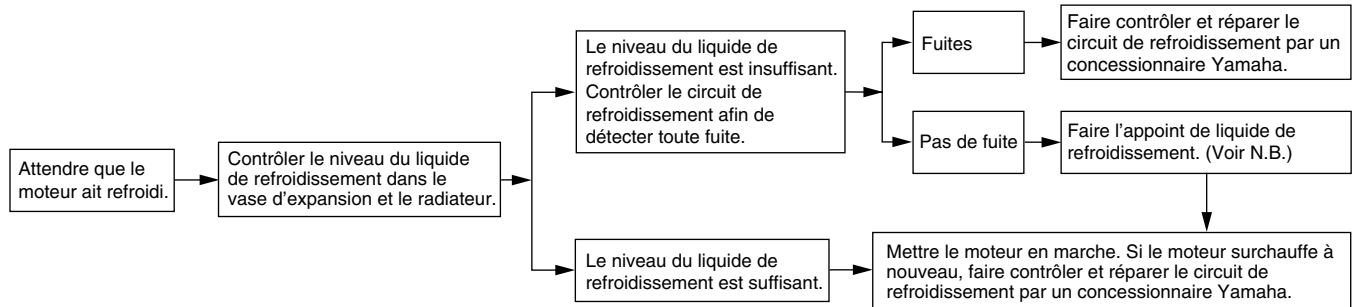 Attendre que le
moteur ait refroidi.
Contrôler le niveau du liquide
de refroidissement dans le
vase d'expansion et le radiateur.
Le niveau du liquide de
refroidissement est insuffisant.
Contrôler le circuit de
refroidissement afin de
détecter toute fuite.
Fuites
Faire contrôler et réparer le
circuit de refroidissement par un
concessionnaire Yamaha.
Pas de fuite
Faire l'appoint de liquide de
refroidissement. (Voir N.B.)
Le niveau du liquide de
refroidissement est suffisant.
Mettre le moteur en marche. Si le moteur surchauffe à
nouveau, faire contrôler et réparer le circuit de
refroidissement par un concessionnaire Yamaha.